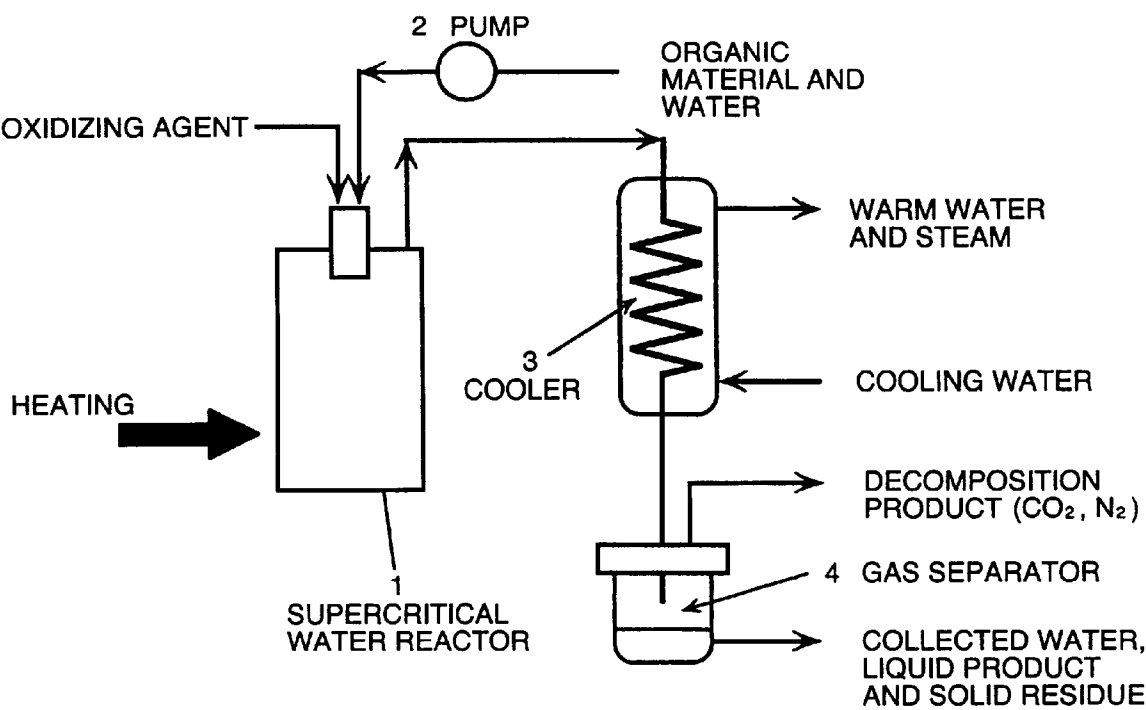 2 PUMP
ORGANIC
MATERIAL AND
WATER
OXIDIZING AGENT
WARM WATER
AND STEAM
3
COOLER
COOLING WATER
HEATING
DECOMPOSITION
PRODUCT (CO₂, N₂)
4 GAS SEPARATOR
1
SUPERCRITICAL
WATER REACTOR
COLLECTED WATER,
LIQUID PRODUCT
AND SOLID RESIDUE